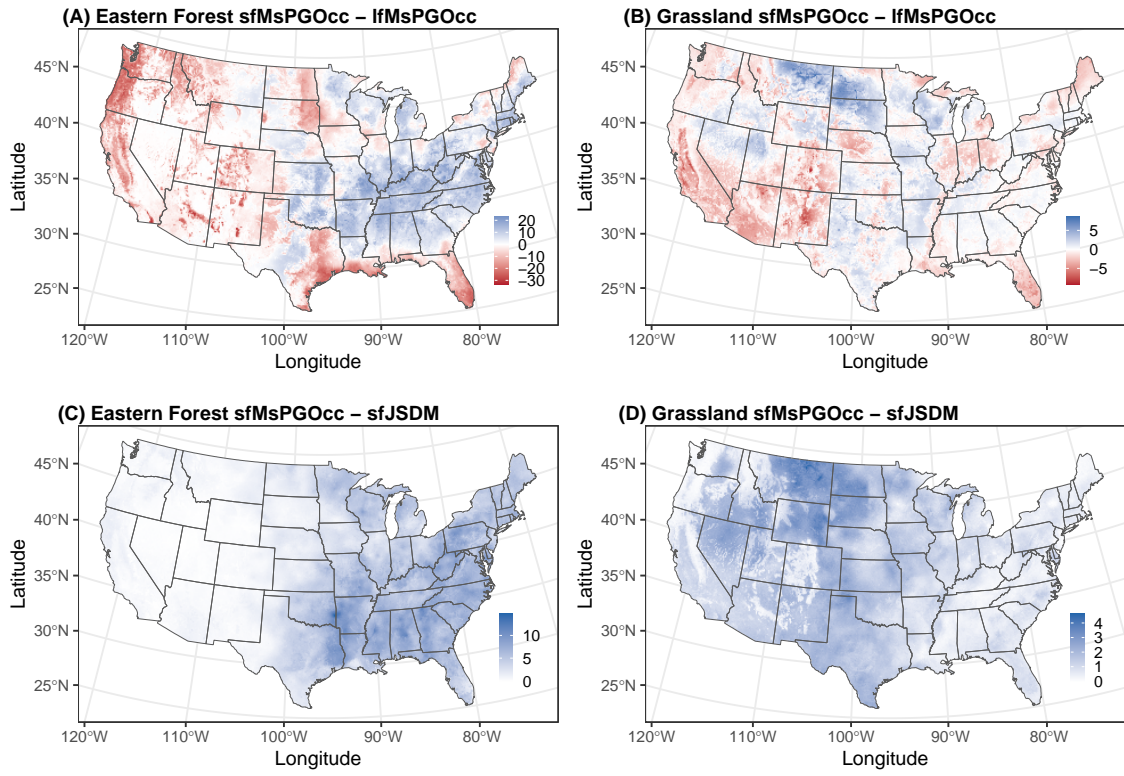 (A) Eastern Forest sfMsPGOcc − lfMsPGOcc
45°N
40°N
35°N
30°N
25°N
Latitude
20
10
0
−10
−20
−30
120°W
110°W
100°W
90°W
80°W
Longitude
(B) Grassland sfMsPGOcc − lfMsPGOcc
45°N
40°N
35°N
30°N
25°N
Latitude
5
0
−5
120°W
110°W
100°W
90°W
80°W
Longitude
(C) Eastern Forest sfMsPGOcc − sfJSDM
45°N
40°N
35°N
30°N
25°N
Latitude
10
5
0
120°W
110°W
100°W
90°W
80°W
Longitude
(D) Grassland sfMsPGOcc − sfJSDM
45°N
40°N
35°N
30°N
25°N
Latitude
4
3
2
1
0
120°W
110°W
100°W
90°W
80°W
Longitude